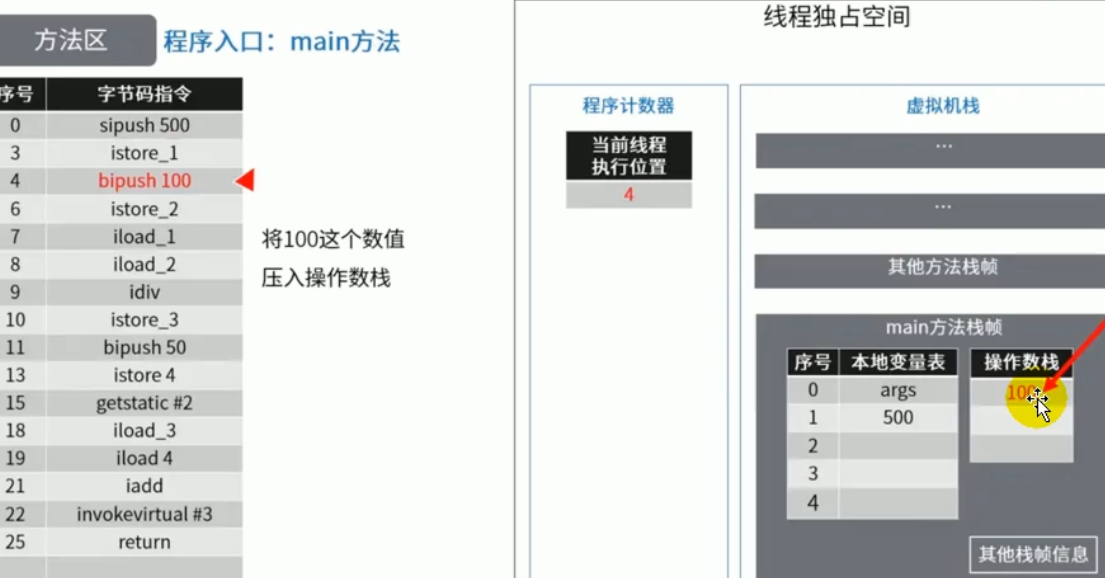 方法区
程序入口：main方法
序号 字节码指令
0 sipush 500
3 istore_1
4 bipush 100
6 istore_2
7 iload_1
8 iload_2
9 idiv
10 istore_3
11 bipush 50
13 istore 4
15 getstatic #2
18 iload_3
19 iload 4
21 iadd
22 invokevirtual #3
25 return
将100这个数值
压入操作数栈
线程独占空间
程序计数器
当前线程
执行位置
4
虚拟机栈
...
...
其他方法栈帧
main方法栈帧
序号 本地变量表
0 args
1 500
2
3
4
操作数栈
100
其他栈帧信息